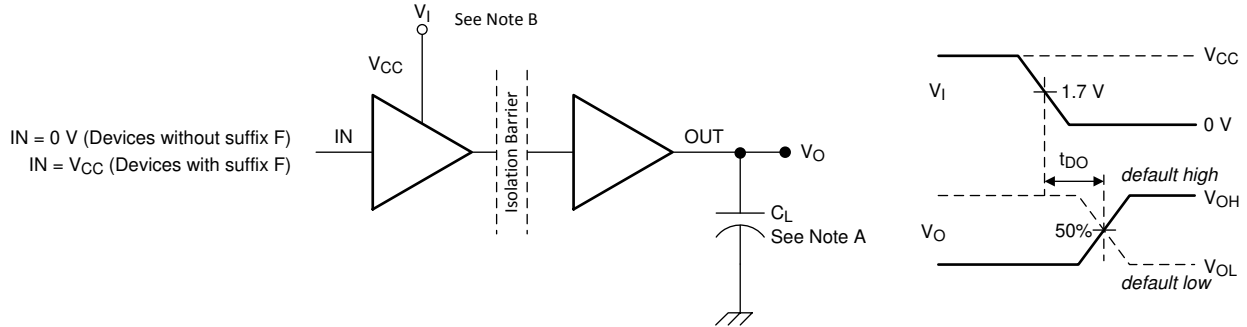 V_I
See Note B
V_CC
IN = 0 V (Devices without suffix F)
IN = V_CC (Devices with suffix F)
IN
Isolation Barrier
OUT
V_O
C_L
See Note A
V_I
V_CC
1.7 V
0 V
t_DO
default high
V_OH
V_O
50%
V_OL
default low